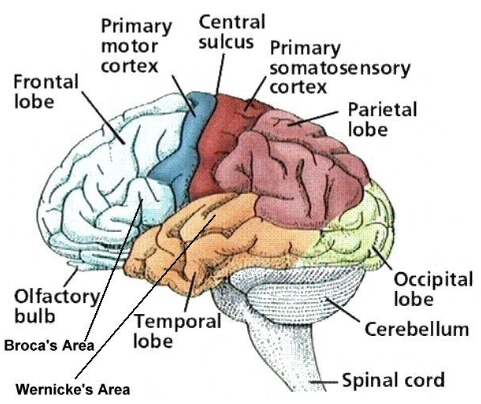 Primary
motor
cortex
Central
sulcus
Primary
somatosensory
cortex
Frontal
lobe
Parietal
lobe
Olfactory
bulb
Broca's Area
Wernicke's Area
Temporal
lobe
Occipital
lobe
Cerebellum
Spinal cord